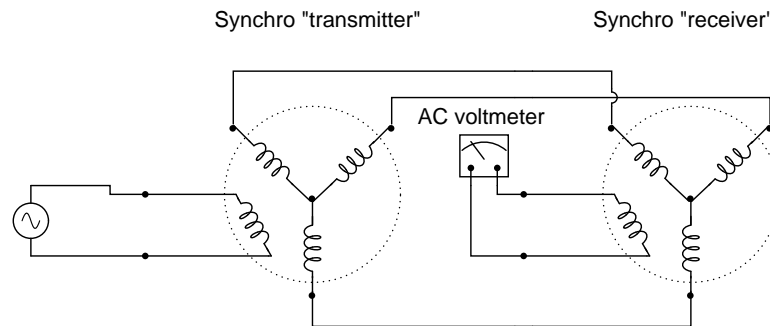 Synchro "transmitter"
Synchro "receiver"
AC voltmeter